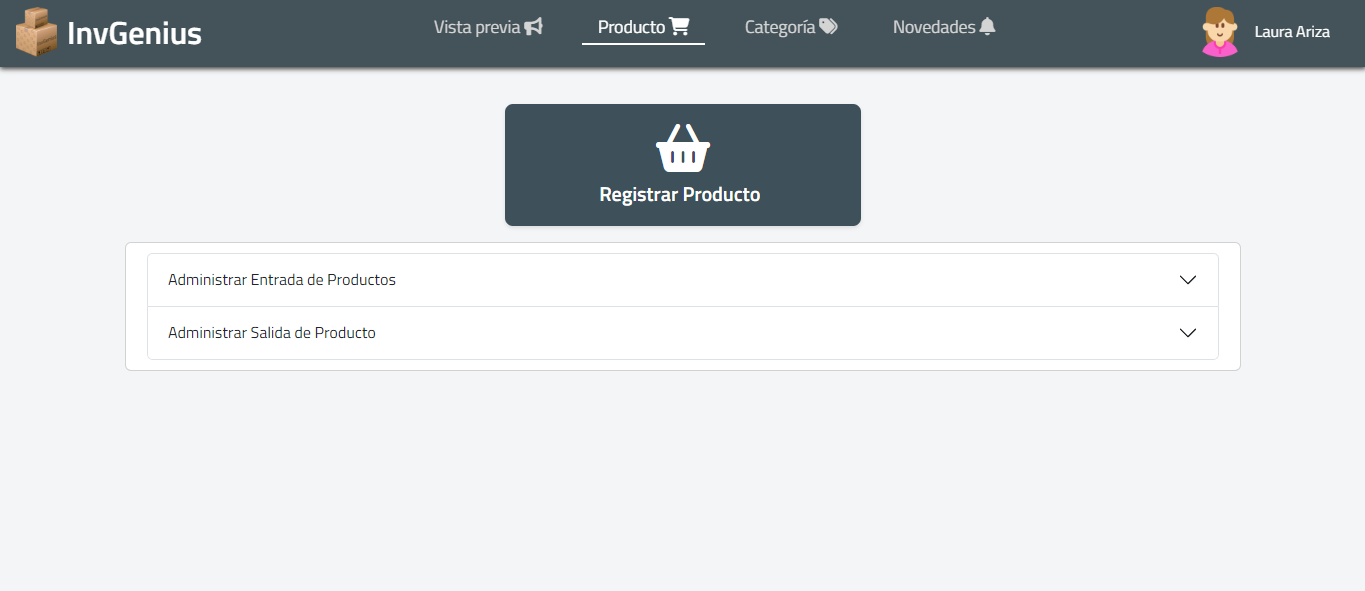 InvGenius
Vista previa
Producto
Categoría
Novedades
Laura Ariza
Registrar Producto
Administrar Entrada de Productos
Administrar Salida de Producto